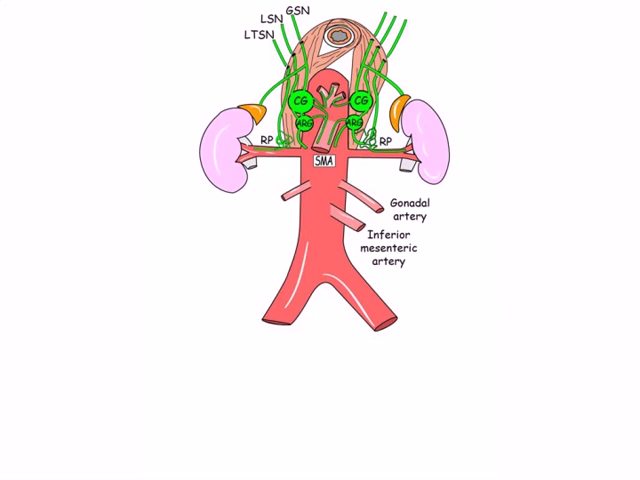 GSN
LSN
LTSN
CG
CG
ARG
ARG
RP
RP
SMA
Gonadal
artery
Inferior
mesenteric
artery